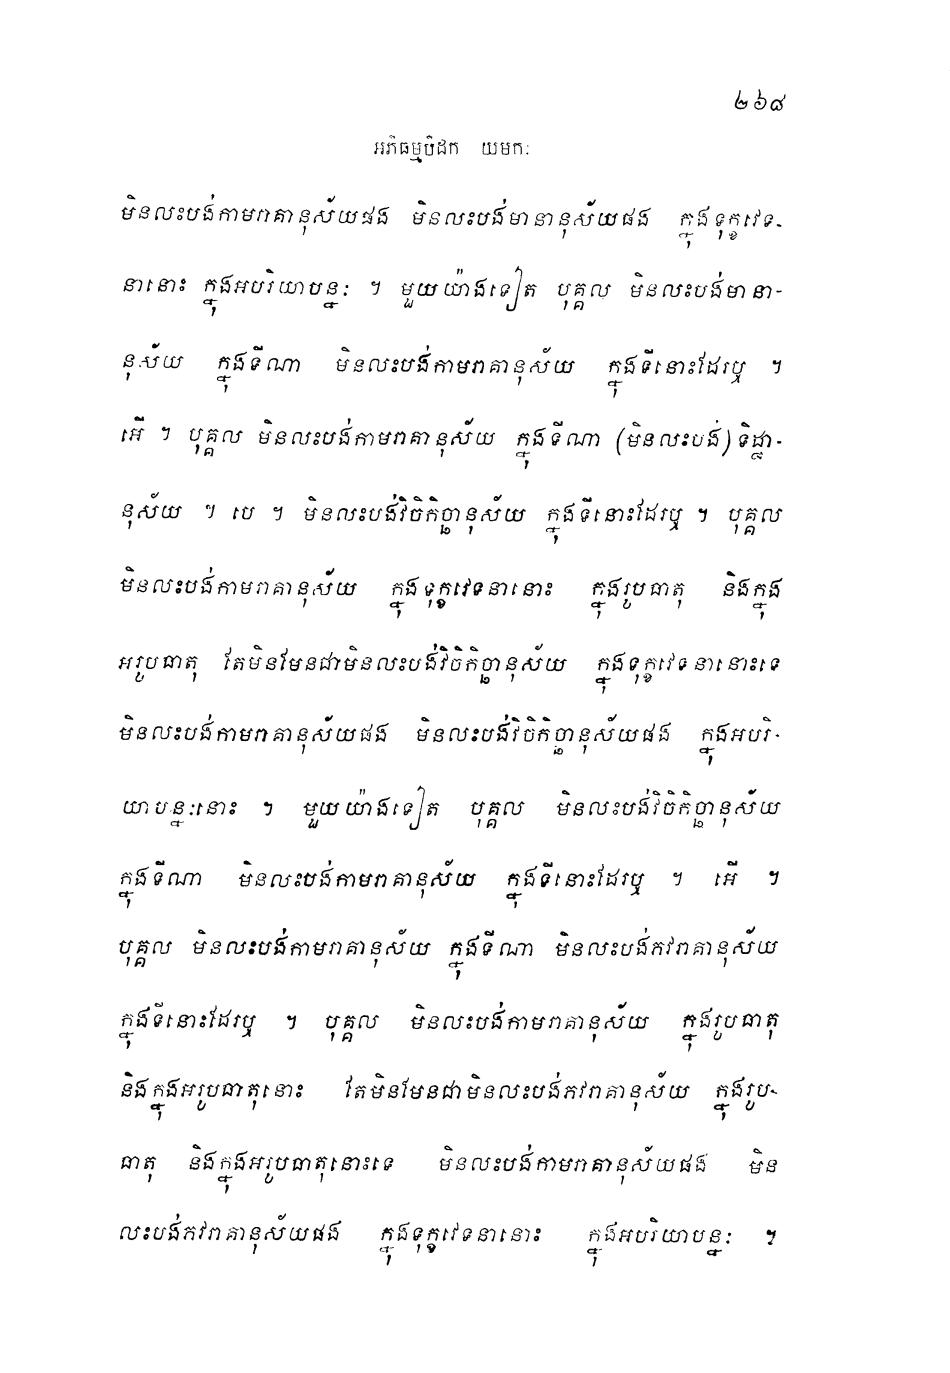 ២៦៨
អភិធម្មបិដក យមកៈ
មិនលះបង់កាមរាគានុស័យផង មិនលះបង់មានានុស័យផង ក្នុងទុក្ខវេទ-
នានោះ ក្នុងអបរិយាបន្នៈ ។ មួយយ៉ាងទៀត បុគ្គល មិនលះបង់មានា-
នុស័យ ក្នុងទីណា មិនលះបង់កាមរាគានុស័យ ក្នុងទីនោះដែរឬ ។
អើ ។ បុគ្គល មិនលះបង់កាមរាគានុស័យ ក្នុងទីណា (មិនលះបង់) ទិដ្ឋា-
នុស័យ ។ បេ ។ មិនលះបង់វិចិកិច្ឆានុស័យ ក្នុងទីនោះដែរឬ ។ បុគ្គល
មិនលះបង់កាមរាគានុស័យ ក្នុងទុក្ខវេទនានោះ ក្នុងរូបធាតុ និងក្នុង
អរូបធាតុ តែមិនមែនជាមិនលះបង់វិចិកិច្ឆានុស័យ ក្នុងទុក្ខវេទនានោះទេ
មិនលះបង់កាមរាគានុស័យផង មិនលះបង់វិចិកិច្ឆានុស័យផង ក្នុងអបរិ-
យាបន្នៈនោះ ។ មួយយ៉ាងទៀត បុគ្គល មិនលះបង់វិចិកិច្ឆានុស័យ
ក្នុងទីណា មិនលះបង់កាមរាគានុស័យ ក្នុងទីនោះដែរឬ ។ អើ ។
បុគ្គល មិនលះបង់កាមរាគានុស័យ ក្នុងទីណា មិនលះបង់ភវរាគានុស័យ
ក្នុងទីនោះដែរឬ ។ បុគ្គល មិនលះបង់កាមរាគានុស័យ ក្នុងរូបធាតុ
និងក្នុងអរូបធាតុនោះ តែមិនមែនជាមិនលះបង់ភវរាគានុស័យ ក្នុងរូប-
ធាតុ និងក្នុងអរូបធាតុនោះទេ មិនលះបង់កាមរាគានុស័យផង មិន
លះបង់ភវរាគានុស័យផង ក្នុងទុក្ខវេទនានោះ ក្នុងអបរិយាបន្នៈ ។